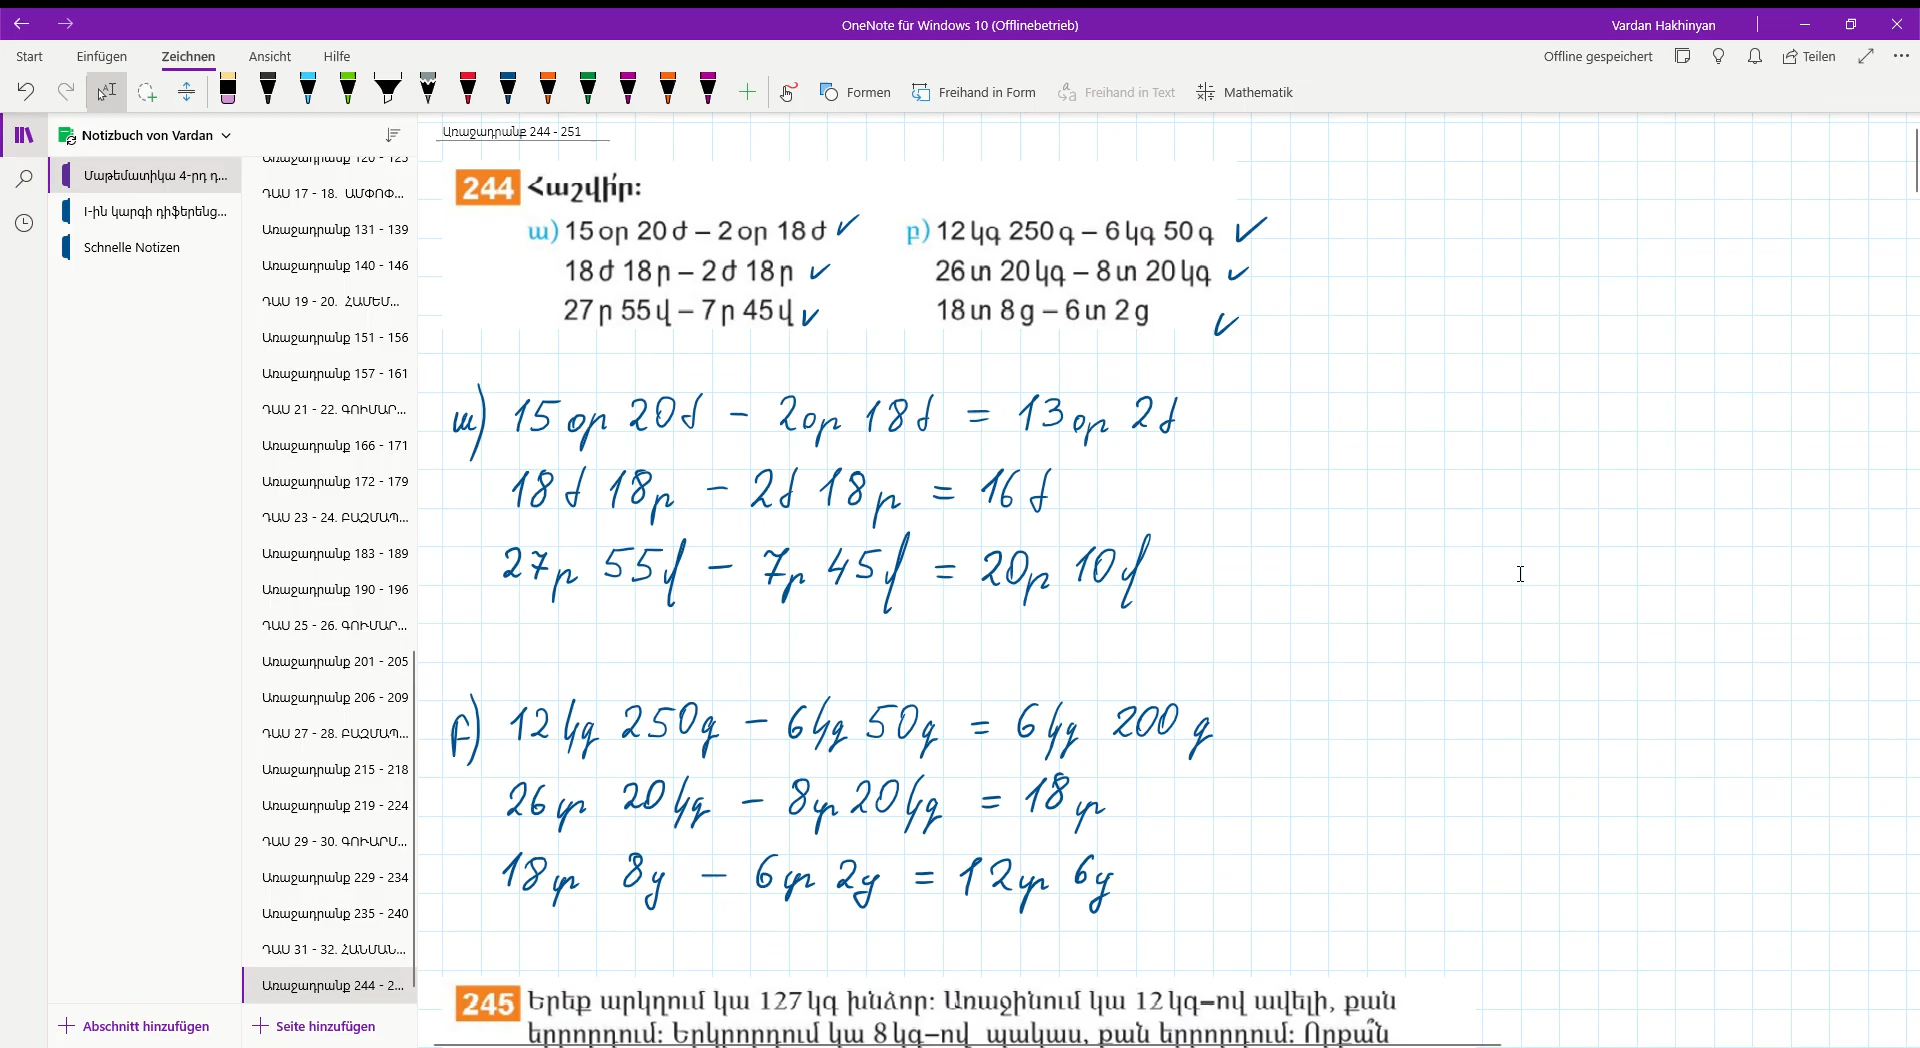 OneNote für Windows 10 (Offlinebetrieb)
Vardan Hakhinyan
Start Einfügen Zeichnen Ansicht Hilfe
Offline gespeichert Teilen
Formen Freihand in Form Freihand in Text Mathematik
Notizbuch von Vardan
Մաթեմատիկա 4-րդ դ...
I-ին կարգի դիֆերենց...
Schnelle Notizen
Առաջադրանք 120 - 125
ԴԱՍ 17 - 18. ԱՄՓՈՓ...
Առաջադրանք 131 - 139
Առաջադրանք 140 - 146
ԴԱՍ 19 - 20. ՀԱՄԵՄ...
Առաջադրանք 151 - 156
Առաջադրանք 157 - 161
ԴԱՍ 21 - 22. ԳՈՒՄԱՐ...
Առաջադրանք 166 - 171
Առաջադրանք 172 - 179
ԴԱՍ 23 - 24. ԲԱԶՄԱՊ...
Առաջադրանք 183 - 189
Առաջադրանք 190 - 196
ԴԱՍ 25 - 26. ԳՈՒՄԱՐ...
Առաջադրանք 201 - 205
Առաջադրանք 206 - 209
ԴԱՍ 27 - 28. ԲԱԶՄԱՊ...
Առաջադրանք 215 - 218
Առաջադրանք 219 - 224
ԴԱՍ 29 - 30. ԳՈՒԱՐՄ...
Առաջադրանք 229 - 234
Առաջադրանք 235 - 240
ԴԱՍ 31 - 32. ՀԱՆՄԱՆ...
Առաջադրանք 244 - 2...
Abschnitt hinzufügen
Seite hinzufügen
Առաջադրանք 244 - 251
244 Հաշվի՛ր:
ա) 15 օր 20 ժ – 2 օր 18 ժ ✓
18 ժ 18 ր – 2 ժ 18 ր ✓
27 ր 55 վ – 7 ր 45 վ ✓
բ) 12 կգ 250 գ – 6 կգ 50 գ ✓
26 տ 20 կգ – 8 տ 20 կգ ✓
18 տ 8 ց – 6 տ 2 ց ✓
ա) 15 օր 20 ժ - 2 օր 18 ժ = 13 օր 2 ժ
18 ժ 18 ր - 2 ժ 18 ր = 16 ժ
27 ր 55 վ - 7 ր 45 վ = 20 ր 10 վ
բ) 12 կգ 250 գ - 6 կգ 50 գ = 6 կգ 200 գ
26 տ 20 կգ - 8 տ 20 կգ = 18 տ
18 տ 8 ց - 6 տ 2 ց = 12 տ 6 ց
245 Երեք արկղում կա 127 կգ խնձոր: Առաջինում կա 12 կգ–ով ավելի, քան
երրորդում: Երկրորդում կա 8 կգ–ով պակաս, քան երրորդում: Որքա՞ն